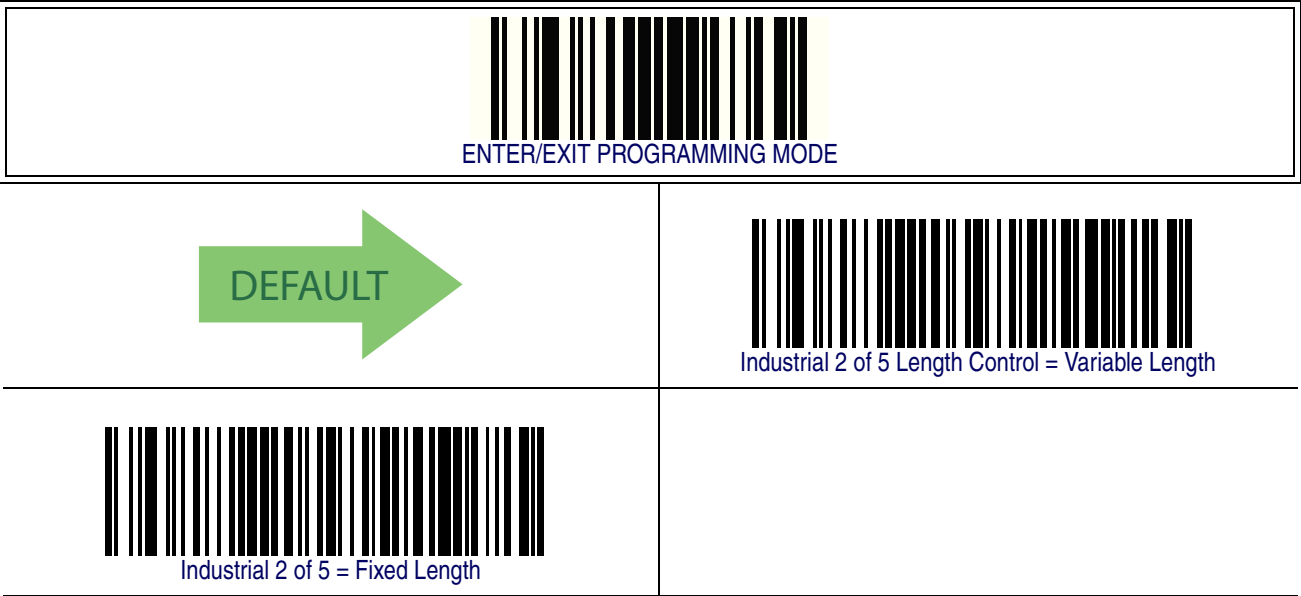 ENTER/EXIT PROGRAMMING MODE
DEFAULT
Industrial 2 of 5 Length Control = Variable Length
Industrial 2 of 5 = Fixed Length